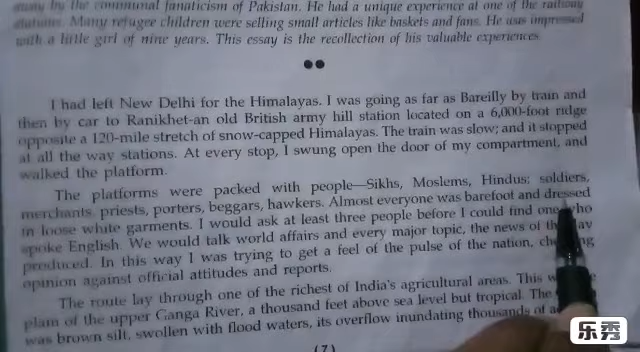 many by the communal fanaticism of Pakistan. He had a unique experience at one of the railway
stations. Many refugee children were selling small articles like baskets and fans. He was impressed
with a little girl of nine years. This essay is the recollection of his valuable experiences.
I had left New Delhi for the Himalayas. I was going as far as Bareilly by train and
then by car to Ranikhet-an old British army hill station located on a 6,000-foot ridge
opposite a 120-mile stretch of snow-capped Himalayas. The train was slow; and it stopped
at all the way stations. At every stop, I swung open the door of my compartment, and
walked the platform.
The platforms were packed with people—Sikhs, Moslems, Hindus: soldiers,
merchants, priests, porters, beggars, hawkers. Almost everyone was barefoot and dressed
in loose white garments. I would ask at least three people before I could find one who
spoke English. We would talk world affairs and every major topic, the news of the day
produced. In this way I was trying to get a feel of the pulse of the nation,
opinion against official attitudes and reports.
The route lay through one of the richest of India's agricultural areas. This
plam of the upper Ganga River, a thousand feet above sea level but tropical. The
was brown silt, swollen with flood waters, its overflow inundating thousands of
(7)
乐秀